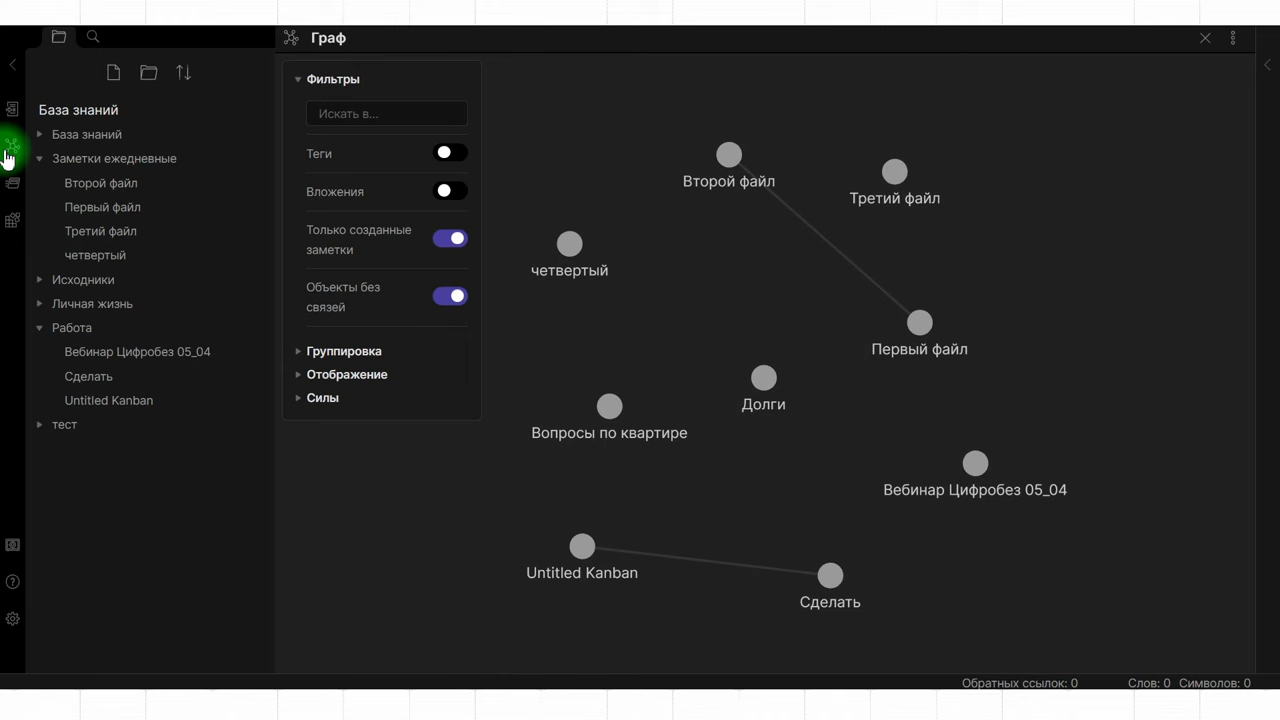 Граф
База знаний
База знаний
Заметки ежедневные
Второй файл
Первый файл
Третий файл
четвертый
Исходники
Личная жизнь
Работа
Вебинар Цифробез 05_04
Сделать
Untitled Kanban
тест
Фильтры
Искать в...
Теги
Вложения
Только созданные
заметки
Объекты без
связей
Группировка
Отображение
Силы
Второй файл
Третий файл
четвертый
Первый файл
Долги
Вопросы по квартире
Вебинар Цифробез 05_04
Untitled Kanban
Сделать
Обратных ссылок: 0 Слов: 0 Символов: 0